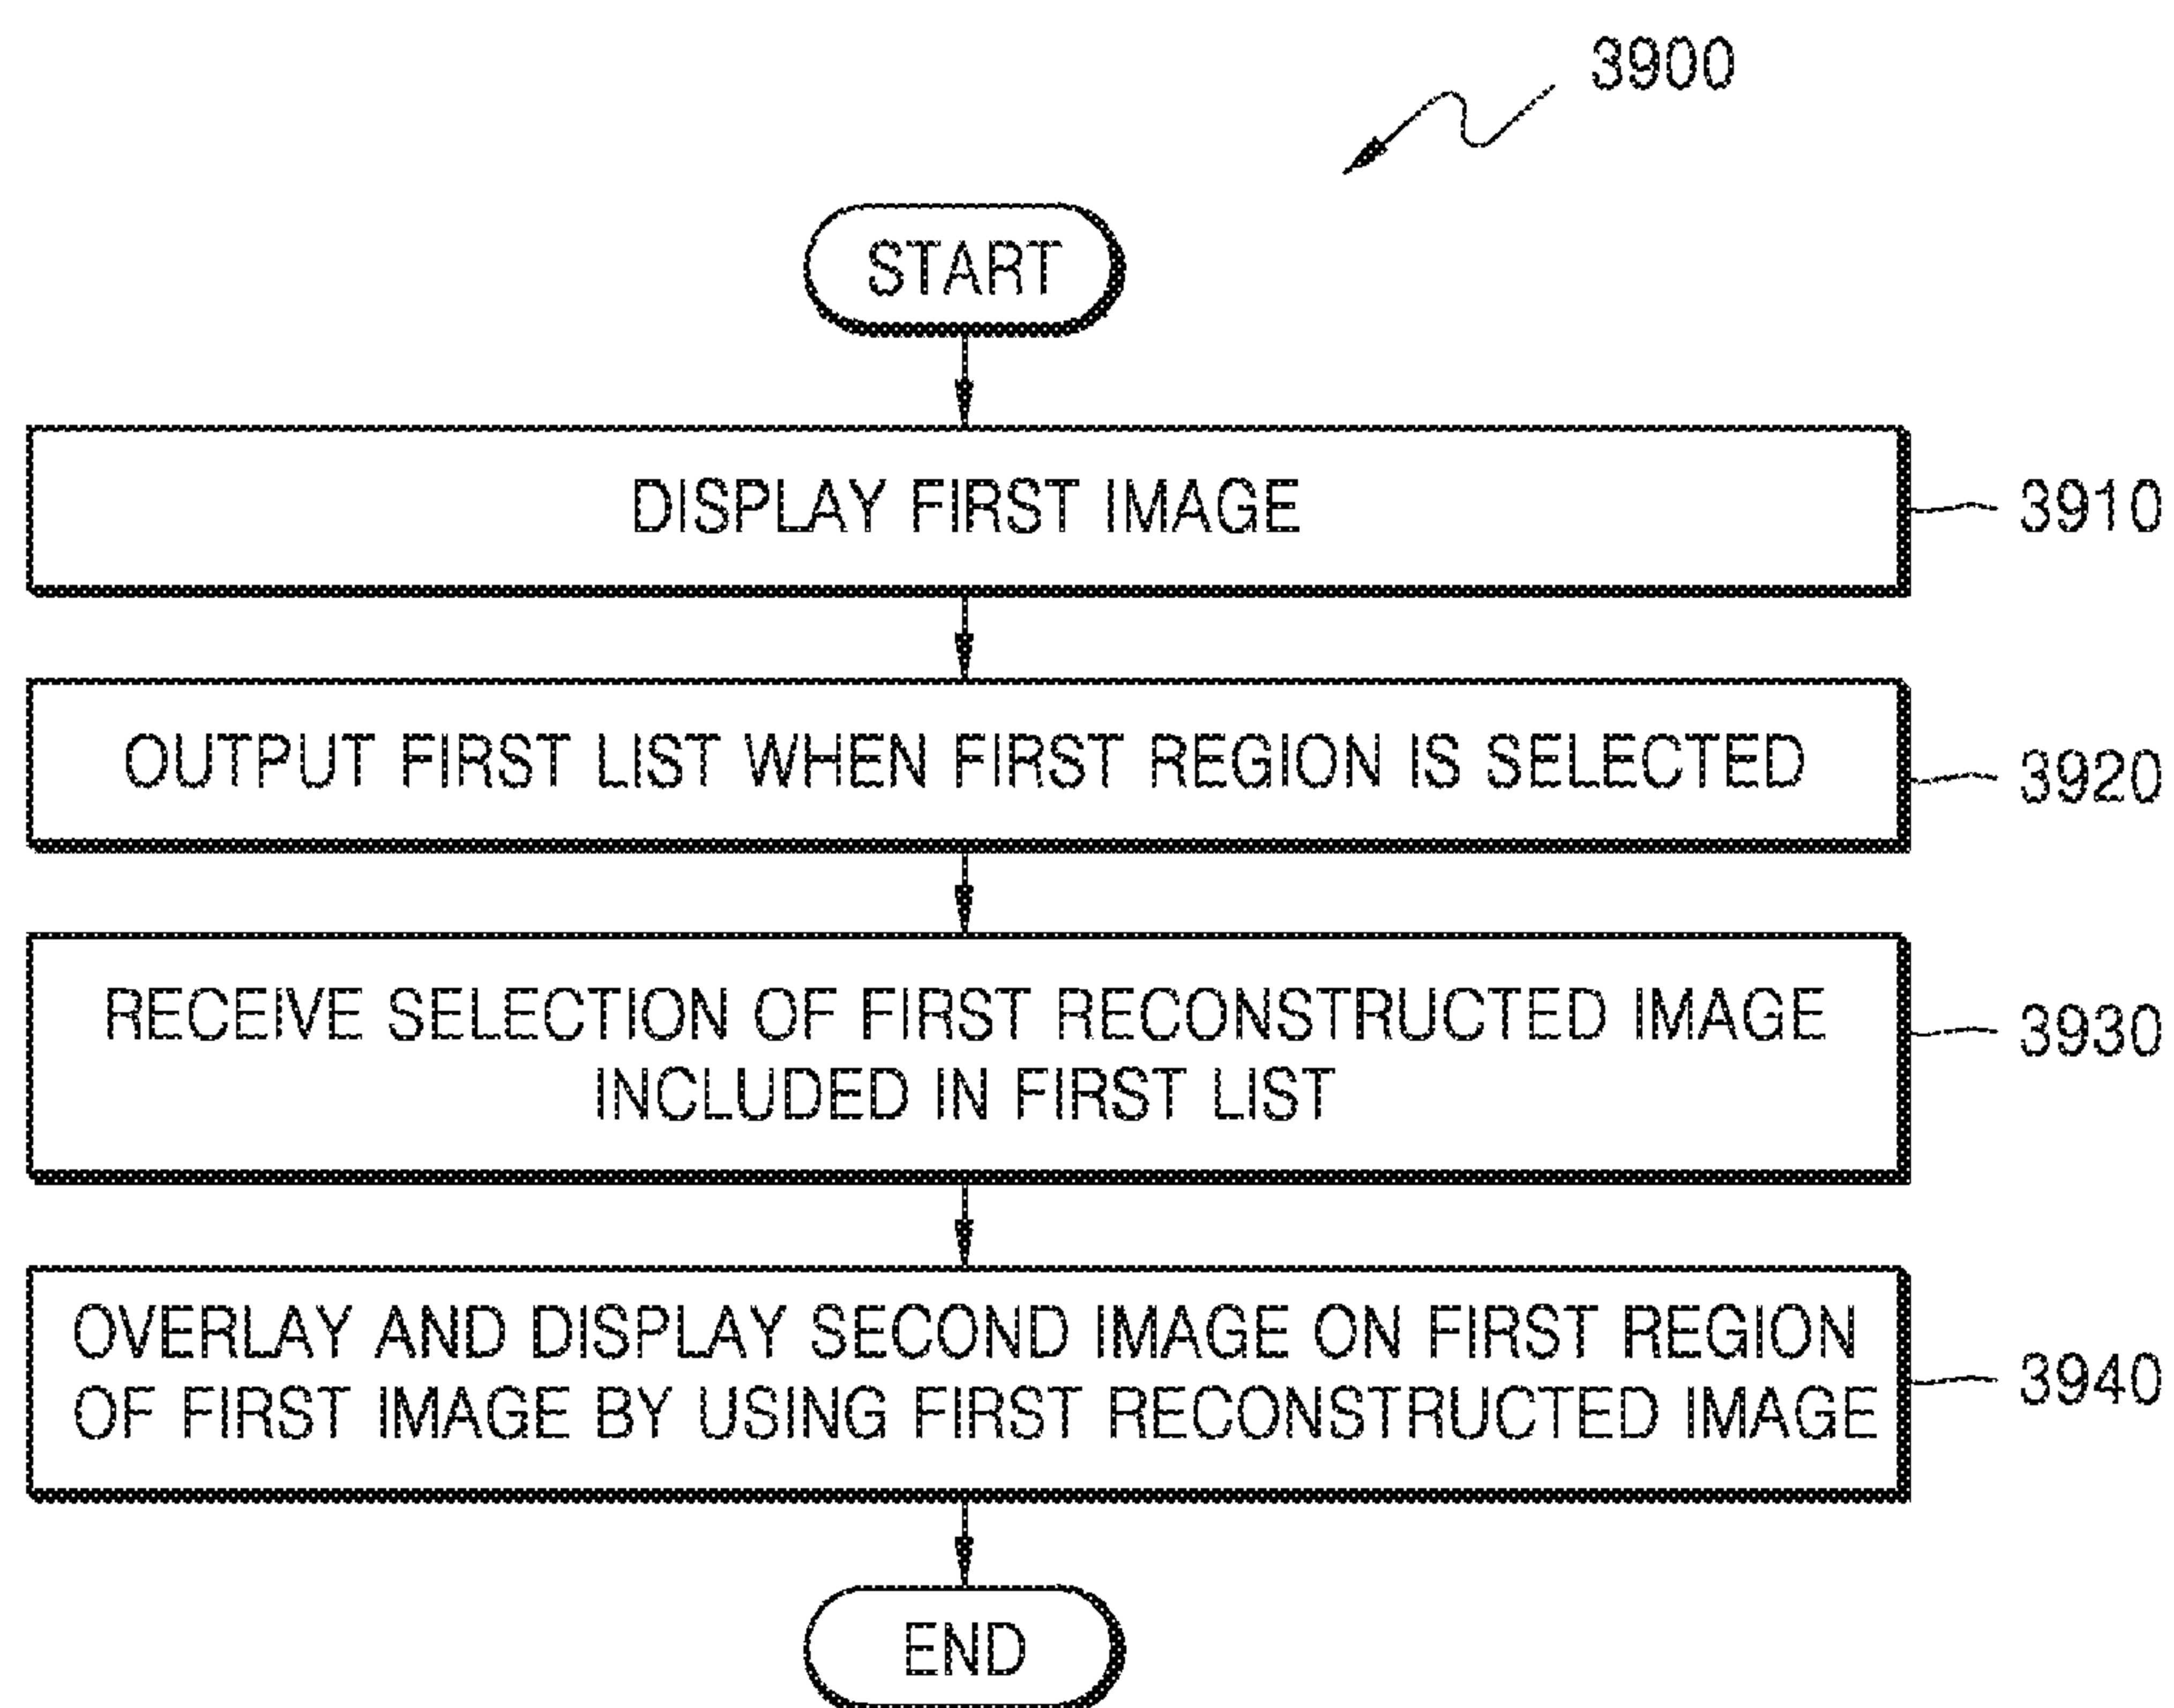 3900
START
DISPLAY FIRST IMAGE
3910
OUTPUT FIRST LIST WHEN FIRST REGION IS SELECTED
3920
RECEIVE SELECTION OF FIRST RECONSTRUCTED IMAGE
INCLUDED IN FIRST LIST
3930
OVERLAY AND DISPLAY SECOND IMAGE ON FIRST REGION
OF FIRST IMAGE BY USING FIRST RECONSTRUCTED IMAGE
3940
END